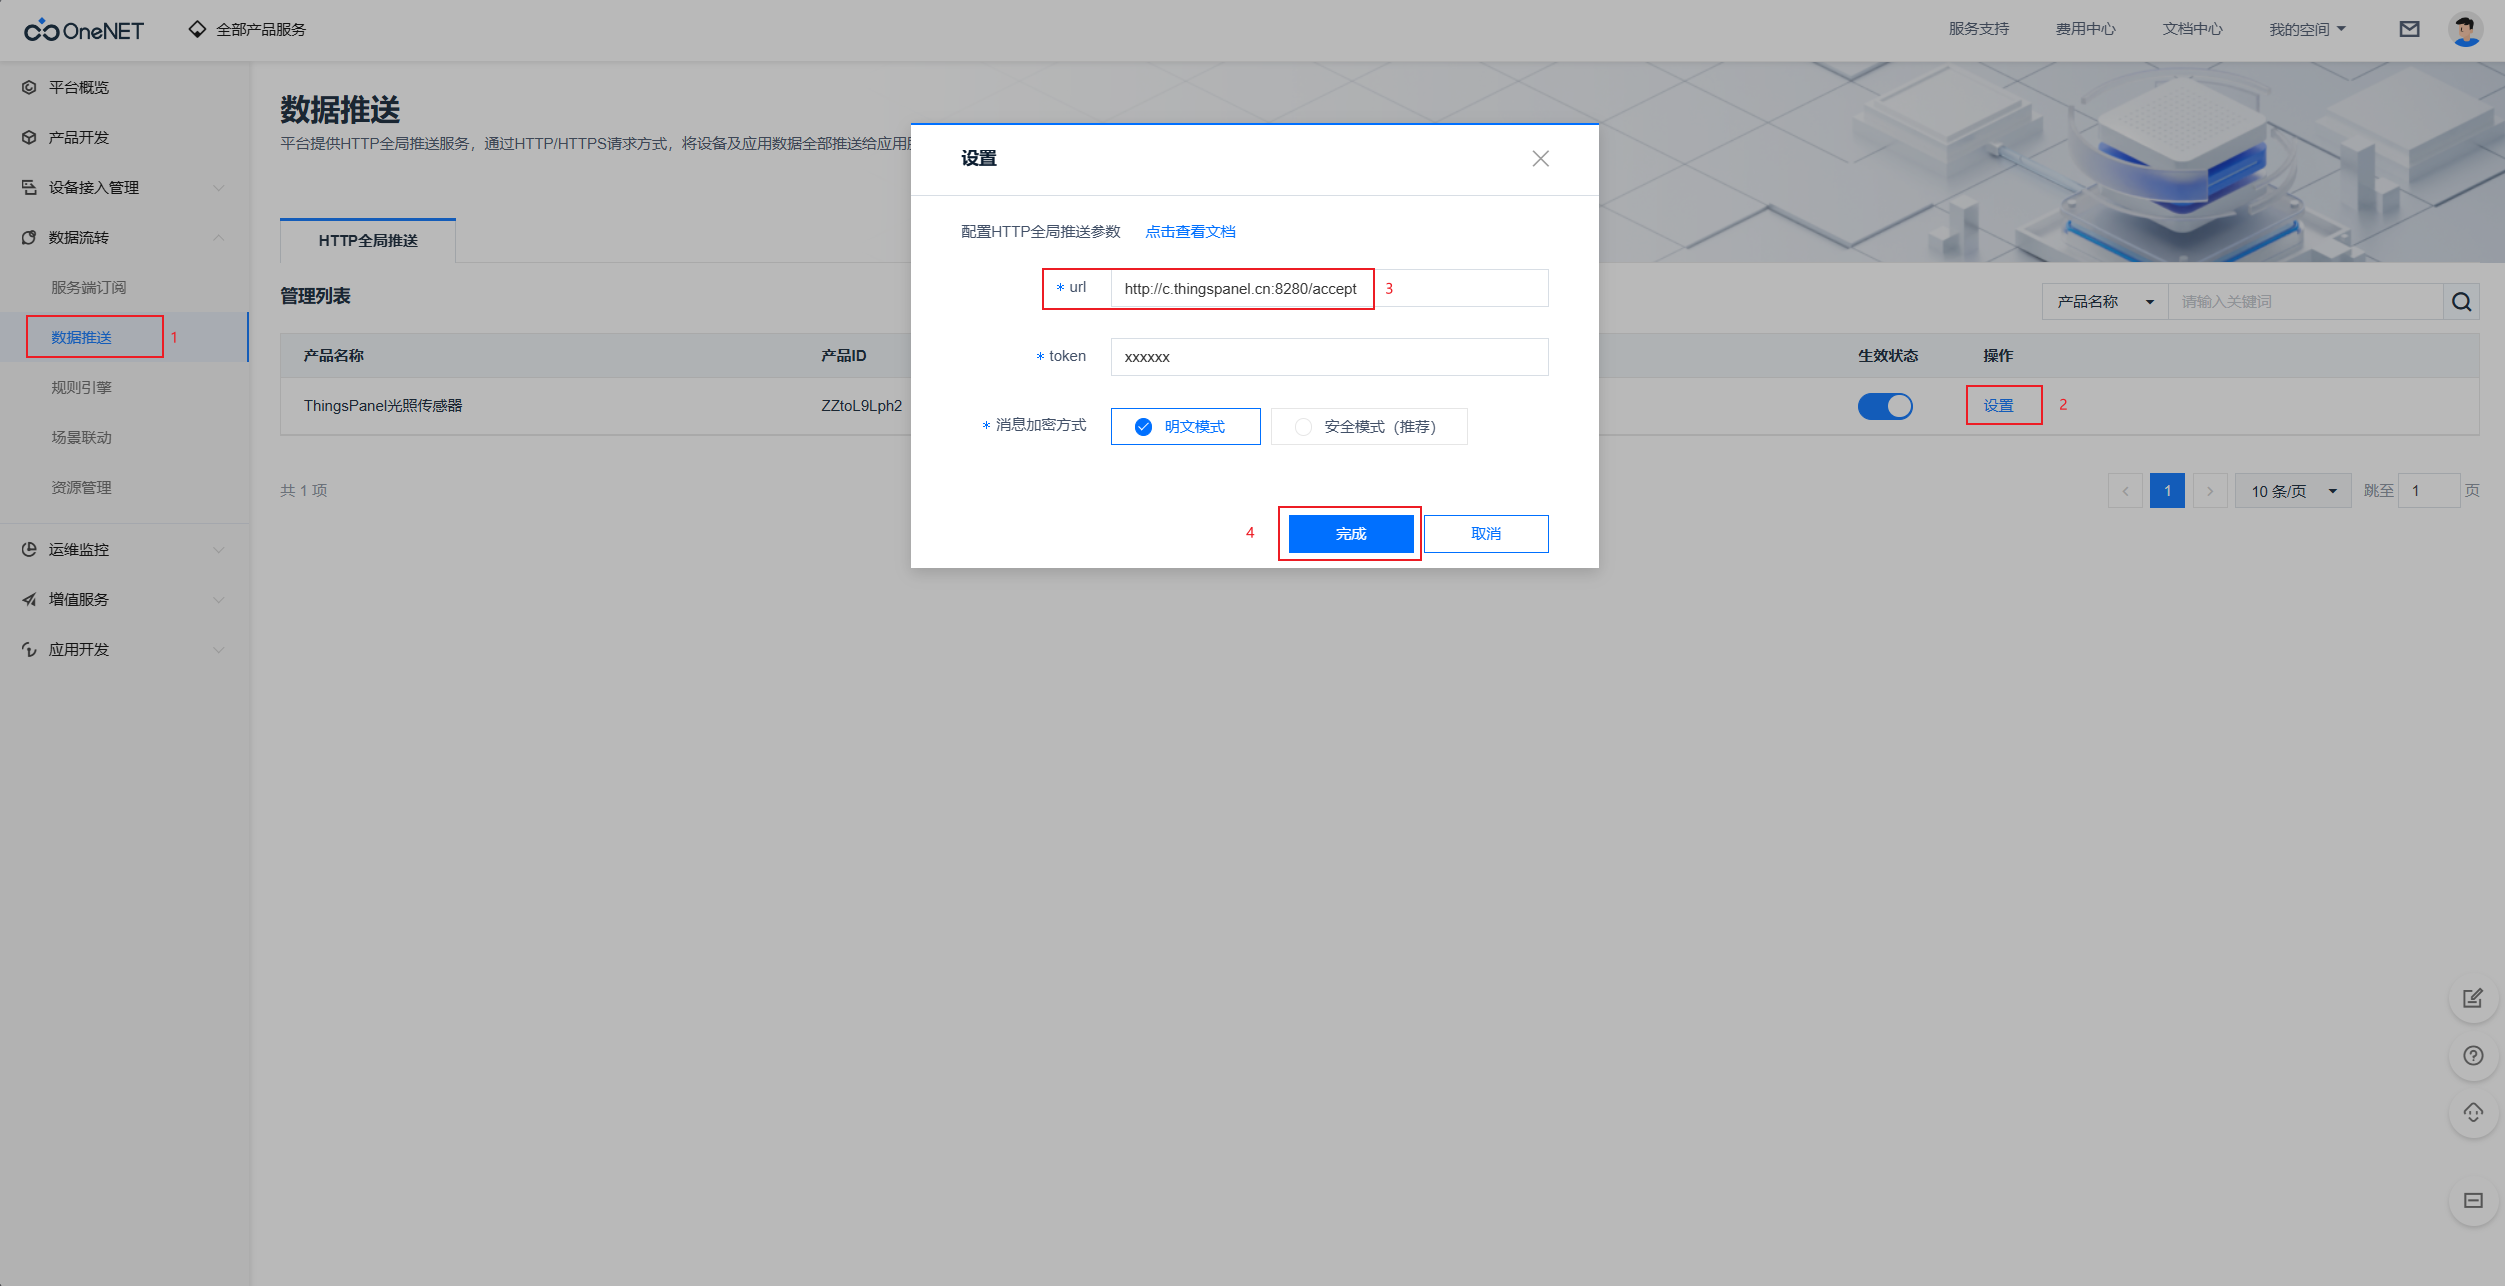 OneNET
全部产品服务
服务支持
费用中心
文档中心
我的空间
平台概览
产品开发
设备接入管理
数据流转
服务端订阅
数据推送
1
规则引擎
场景联动
资源管理
运维监控
增值服务
应用开发
数据推送
平台提供HTTP全局推送服务，通过HTTP/HTTPS请求方式，将设备及应用数据全部推送给应用
HTTP全局推送
管理列表
产品名称
请输入关键词
产品名称
产品ID
生效状态
操作
ThingsPanel光照传感器
ZZtoL9Lph2
设置
2
共 1 项
1
10 条/页
跳至
1
页
设置
配置HTTP全局推送参数
点击查看文档
* url
http://c.thingspanel.cn:8280/accept
3
* token
xxxxxx
* 消息加密方式
明文模式
安全模式（推荐）
4
完成
取消